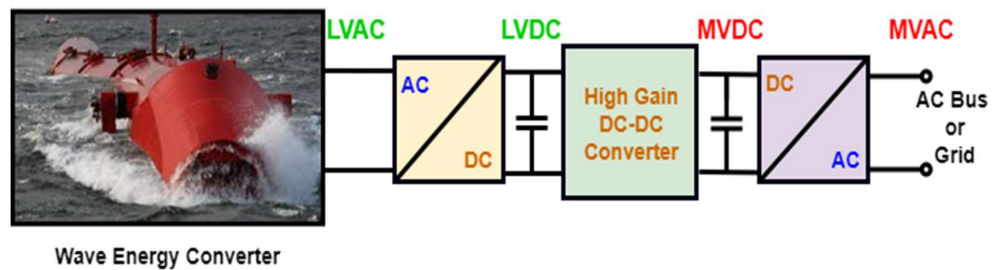 LVAC
LVDC
MVDC
MVAC
AC
DC
High Gain
DC-DC
Converter
DC
AC
AC Bus
or
Grid
Wave Energy Converter